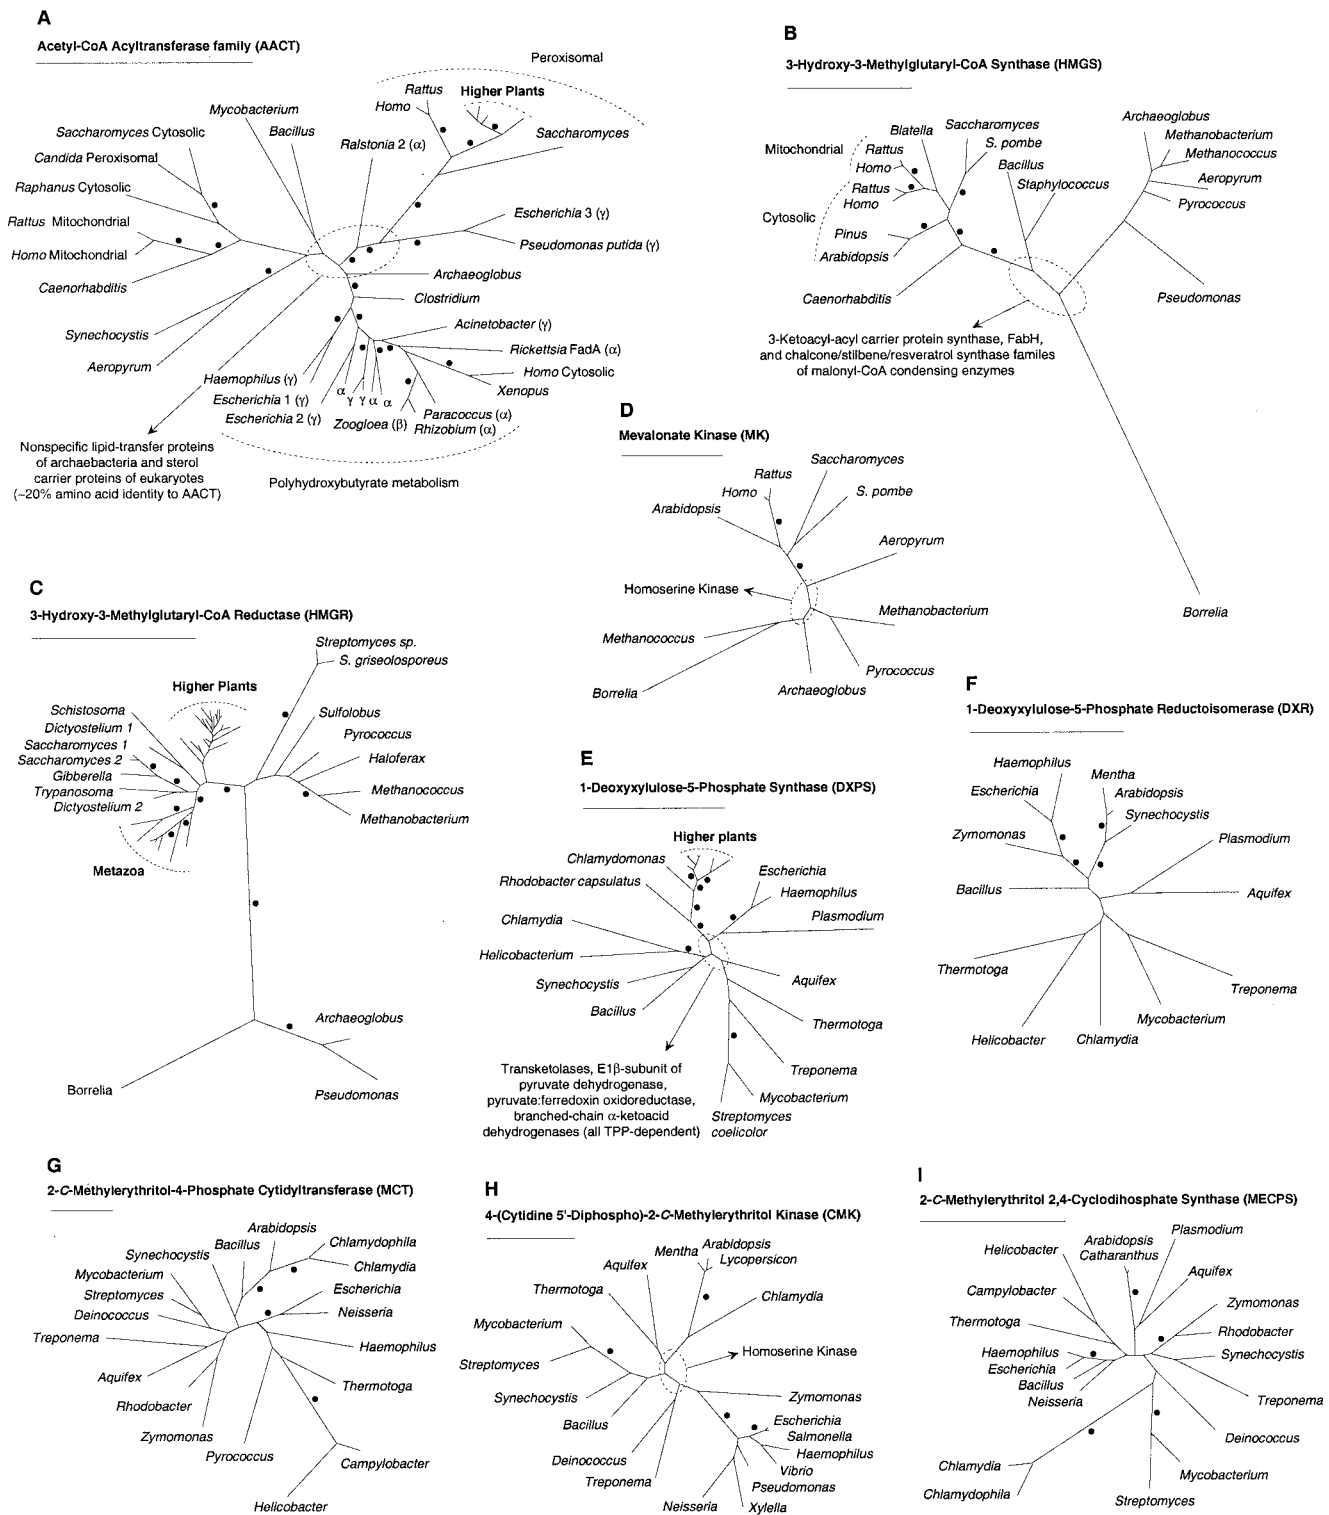 A
Acetyl-CoA Acyltransferase family (AACT)
Peroxisomal
Rattus
Higher Plants
Homo
Mycobacterium
Saccharomyces Cytosolic
Bacillus
Saccharomyces
Ralstonia 2 (α)
Candida Peroxisomal
Raphanus Cytosolic
Rattus Mitochondrial
Escherichia 3 (γ)
Homo Mitochondrial
Pseudomonas putida (γ)
Archaeoglobus
Caenorhabditis
Clostridium
Synechocystis
Acinetobacter (γ)
Rickettsia FadA (α)
Aeropyrum
Haemophilus (γ)
Homo Cytosolic
Xenopus
α γ γ α α
Escherichia 1 (γ)
Escherichia 2 (γ)
Zoogloea (β)
Paracoccus (α)
Rhizobium (α)
Nonspecific lipid-transfer proteins
of archaebacteria and sterol
carrier proteins of eukaryotes
(~20% amino acid identity to AACT)
Polyhydroxybutyrate metabolism
B
3-Hydroxy-3-Methylglutaryl-CoA Synthase (HMGS)
Archaeoglobus
Blatella
Saccharomyces
Methanobacterium
Mitochondrial
Rattus
S. pombe
Methanococcus
Homo
Bacillus
Aeropyrum
Rattus
Staphylococcus
Homo
Pyrococcus
Cytosolic
Pinus
Arabidopsis
Caenorhabditis
Pseudomonas
3-Ketoacyl-acyl carrier protein synthase, FabH,
and chalcone/stilbene/resveratrol synthase familes
of malonyl-CoA condensing enzymes
Borrelia
C
3-Hydroxy-3-Methylglutaryl-CoA Reductase (HMGR)
Streptomyces sp.
S. griseolosporeus
Higher Plants
Schistosoma
Sulfolobus
Dictyostelium 1
Pyrococcus
Saccharomyces 1
Saccharomyces 2
Haloferax
Gibberella
Trypanosoma
Methanococcus
Dictyostelium 2
Methanobacterium
Metazoa
Archaeoglobus
Borrelia
Pseudomonas
D
Mevalonate Kinase (MK)
Saccharomyces
Rattus
Homo
S. pombe
Arabidopsis
Aeropyrum
Homoserine Kinase
Methanobacterium
Methanococcus
Pyrococcus
Borrelia
Archaeoglobus
E
1-Deoxyxylulose-5-Phosphate Synthase (DXPS)
Higher plants
Chlamydomonas
Escherichia
Rhodobacter capsulatus
Haemophilus
Chlamydia
Plasmodium
Helicobacterium
Synechocystis
Aquifex
Bacillus
Thermotoga
Transketolases, E1β-subunit of
pyruvate dehydrogenase,
pyruvate:ferredoxin oxidoreductase,
branched-chain α-ketoacid
dehydrogenases (all TPP-dependent)
Treponema
Mycobacterium
Streptomyces
coelicolor
F
1-Deoxyxylulose-5-Phosphate Reductoisomerase (DXR)
Haemophilus
Mentha
Escherichia
Arabidopsis
Synechocystis
Zymomonas
Plasmodium
Bacillus
Aquifex
Thermotoga
Treponema
Mycobacterium
Helicobacter
Chlamydia
G
2-C-Methylerythritol-4-Phosphate Cytidyltransferase (MCT)
Arabidopsis
Bacillus
Chlamydophila
Synechocystis
Chlamydia
Mycobacterium
Escherichia
Streptomyces
Deinococcus
Neisseria
Treponema
Haemophilus
Aquifex
Thermotoga
Rhodobacter
Zymomonas
Pyrococcus
Campylobacter
Helicobacter
H
4-(Cytidine 5'-Diphospho)-2-C-Methylerythritol Kinase (CMK)
Arabidopsis
Mentha
Lycopersicon
Aquifex
Thermotoga
Chlamydia
Mycobacterium
Homoserine Kinase
Streptomyces
Synechocystis
Zymomonas
Bacillus
Escherichia
Salmonella
Deinococcus
Haemophilus
Vibrio
Treponema
Pseudomonas
Neisseria
Xylella
I
2-C-Methylerythritol 2,4-Cyclodihosphate Synthase (MECPS)
Plasmodium
Arabidopsis
Helicobacter
Catharanthus
Aquifex
Campylobacter
Zymomonas
Thermotoga
Rhodobacter
Haemophilus
Synechocystis
Escherichia
Bacillus
Treponema
Neisseria
Deinococcus
Chlamydia
Mycobacterium
Chlamydophila
Streptomyces